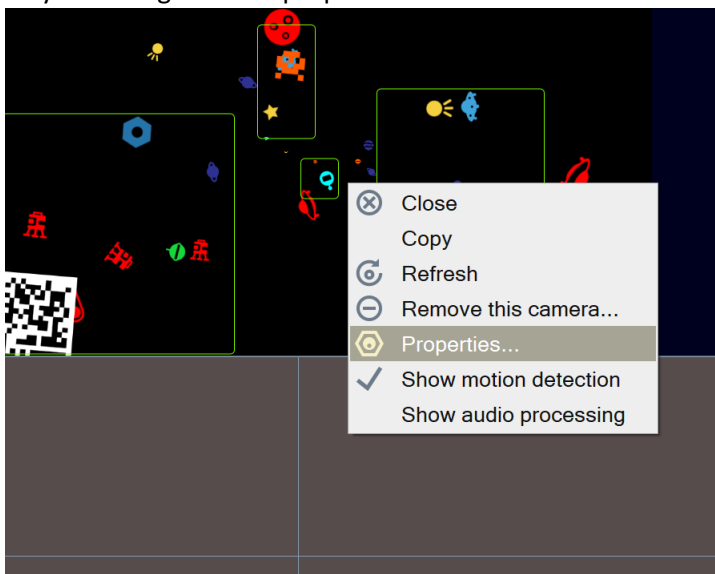 Close
Copy
Refresh
Remove this camera...
Properties...
Show motion detection
Show audio processing